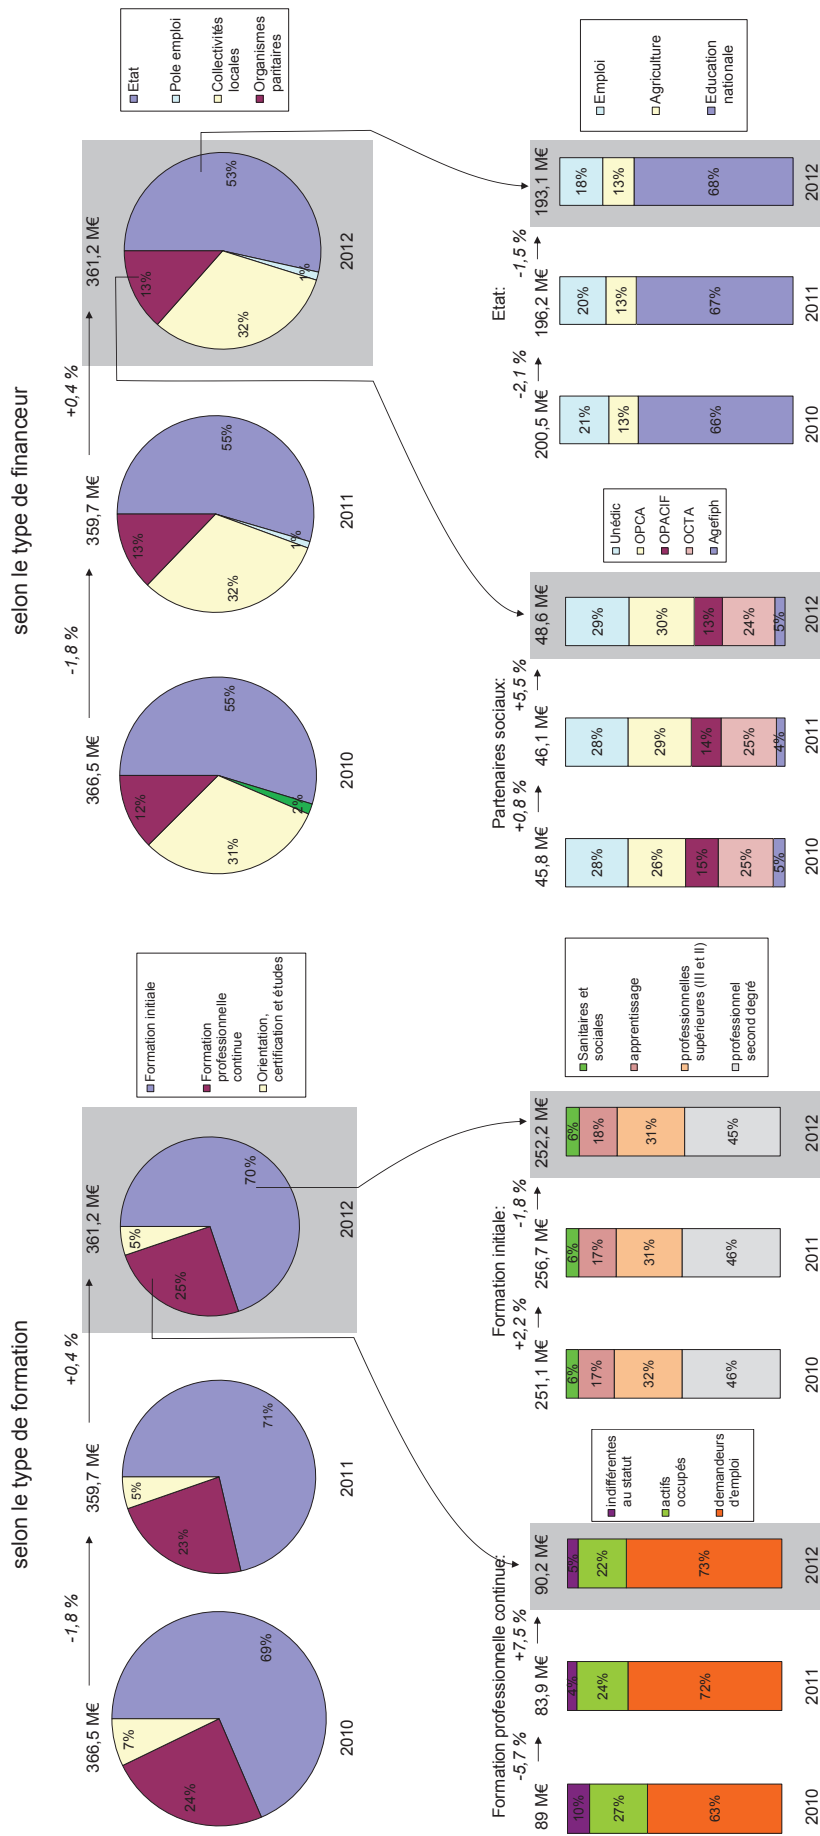 selon le type de formation
366,5 M€
-1,8 %
359,7 M€
+0,4 %
361,2 M€
7%
24%
69%
2010
5%
23%
71%
2011
5%
25%
70%
2012
Formation initiale
Formation
professionnelle
continue
Orientation,
certification et études
Formation professionnelle continue:
89 M€
-5,7 %
83,9 M€
+7,5 %
90,2 M€
10%
27%
63%
2010
4%
24%
72%
2011
5%
22%
73%
2012
indifférentes
au statut
actifs
occupés
demandeurs
d'emploi
Formation initiale:
251,1 M€
+2,2 %
256,7 M€
-1,8 %
252,2 M€
6%
17%
32%
46%
2010
6%
17%
31%
46%
2011
6%
18%
31%
45%
2012
Sanitaires et
sociales
apprentissage
professionnelles
supérieures (III et II)
professionnel
second degré
selon le type de financeur
366,5 M€
-1,8 %
359,7 M€
+0,4 %
361,2 M€
12%
31%
2%
55%
2010
13%
32%
1%
55%
2011
13%
32%
1%
53%
2012
Etat
Pole emploi
Collectivités
locales
Organismes
paritaires
Partenaires sociaux:
45,8 M€
+0,8 %
46,1 M€
+5,5 %
48,6 M€
28%
26%
15%
25%
5%
2010
28%
29%
14%
25%
4%
2011
29%
30%
13%
24%
5%
2012
Unédic
OPCA
OPACIF
OCTA
Agefiph
Etat:
200,5 M€
-2,1 %
196,2 M€
-1,5 %
193,1 M€
21%
13%
66%
2010
20%
13%
67%
2011
18%
13%
68%
2012
Emploi
Agriculture
Education
nationale